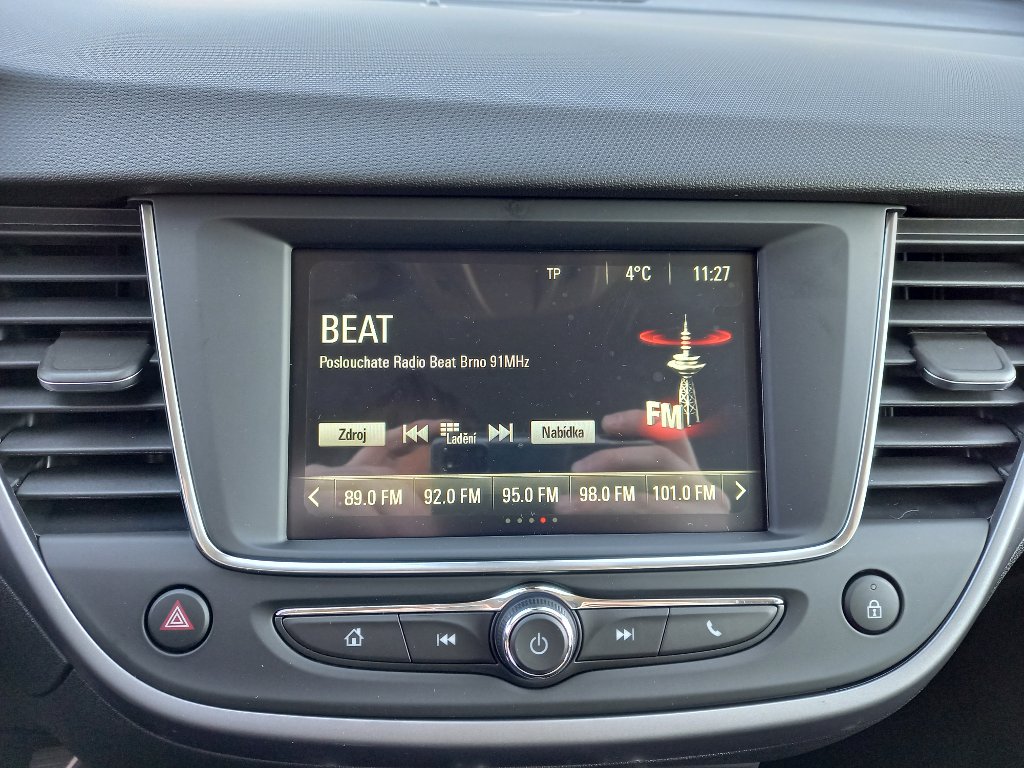 TP 4°C 11:27
BEAT
Poslouchate Radio Beat Brno 91MHz
FM
Zdroj Ladění Nabídka
89.0 FM 92.0 FM 95.0 FM 98.0 FM 101.0 FM